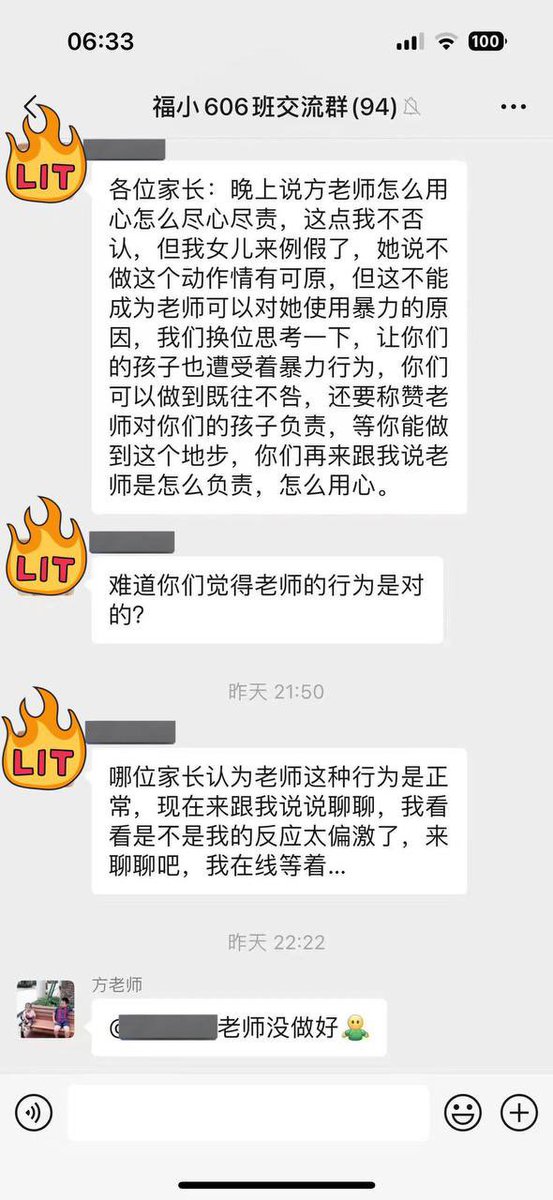 06:33
100
福小606班交流群(94)
LIT
各位家长：晚上说方老师怎么用
心怎么尽心尽责，这点我不否
认，但我女儿来例假了，她说不
做这个动作情有可原，但这不能
成为老师可以对她使用暴力的原
因，我们换位思考一下，让你们
的孩子也遭受着暴力行为，你们
可以做到既往不咎，还要称赞老
师对你们的孩子负责，等你能做
到这个地步，你们再来跟我说老
师是怎么负责，怎么用心。
LIT
难道你们觉得老师的行为是对
的？
昨天 21:50
LIT
哪位家长认为老师这种行为是正
常，现在来跟我说说聊聊，我看
看是不是我的反应太偏激了，来
聊聊吧，我在线等着...
昨天 22:22
方老师
@老师没做好